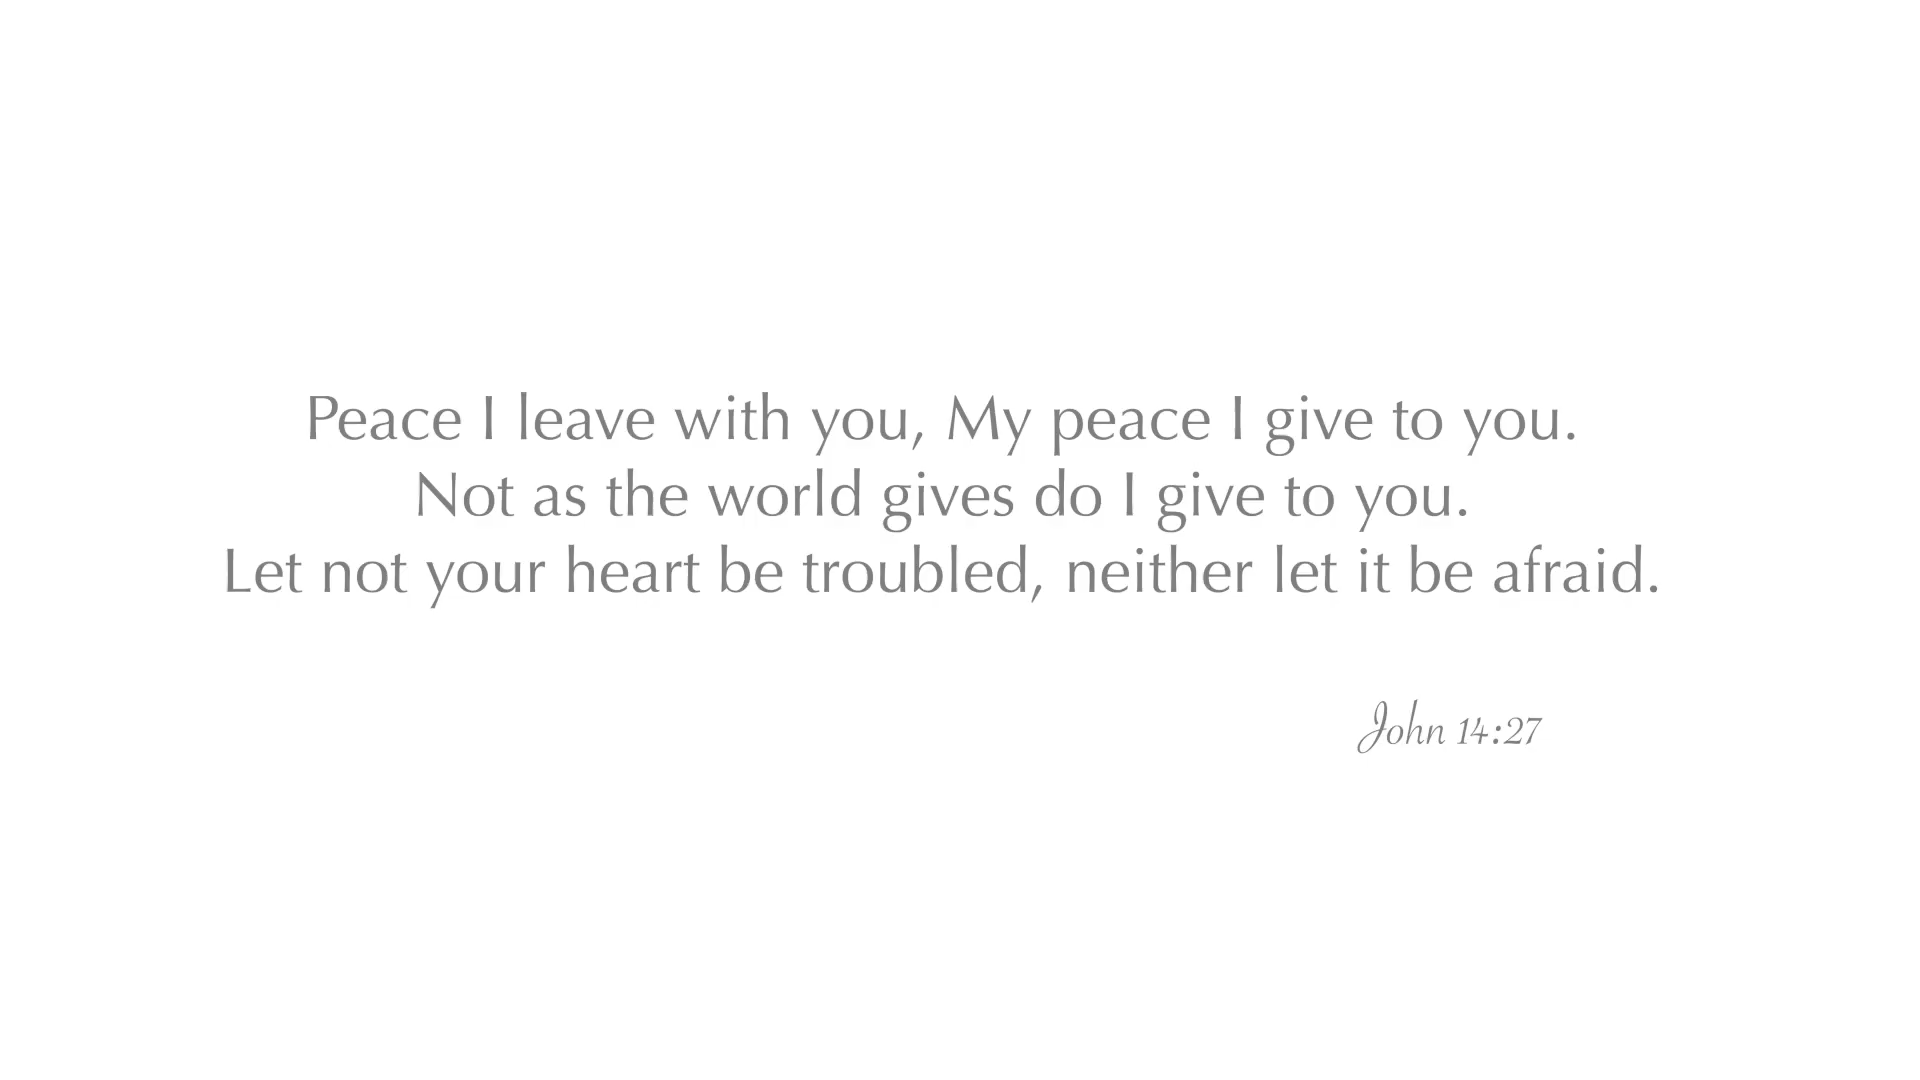 Peace I leave with you, My peace I give to you.
Not as the world gives do I give to you.
Let not your heart be troubled, neither let it be afraid.
John 14:27